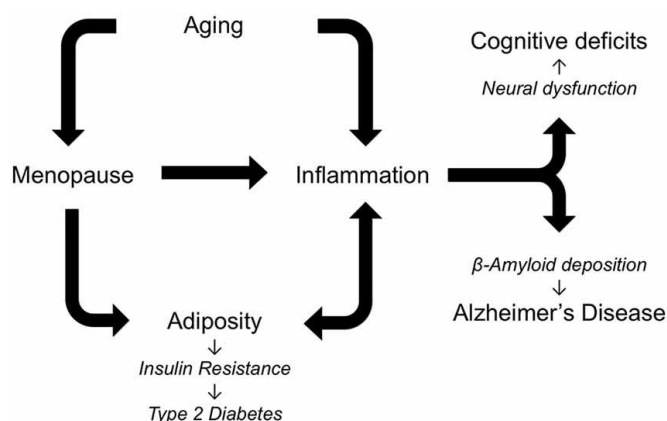 Aging
Cognitive deficits
↑
Neural dysfunction
Menopause
Inflammation
β-Amyloid deposition
↓
Alzheimer's Disease
Adiposity
↓
Insulin Resistance
↓
Type 2 Diabetes